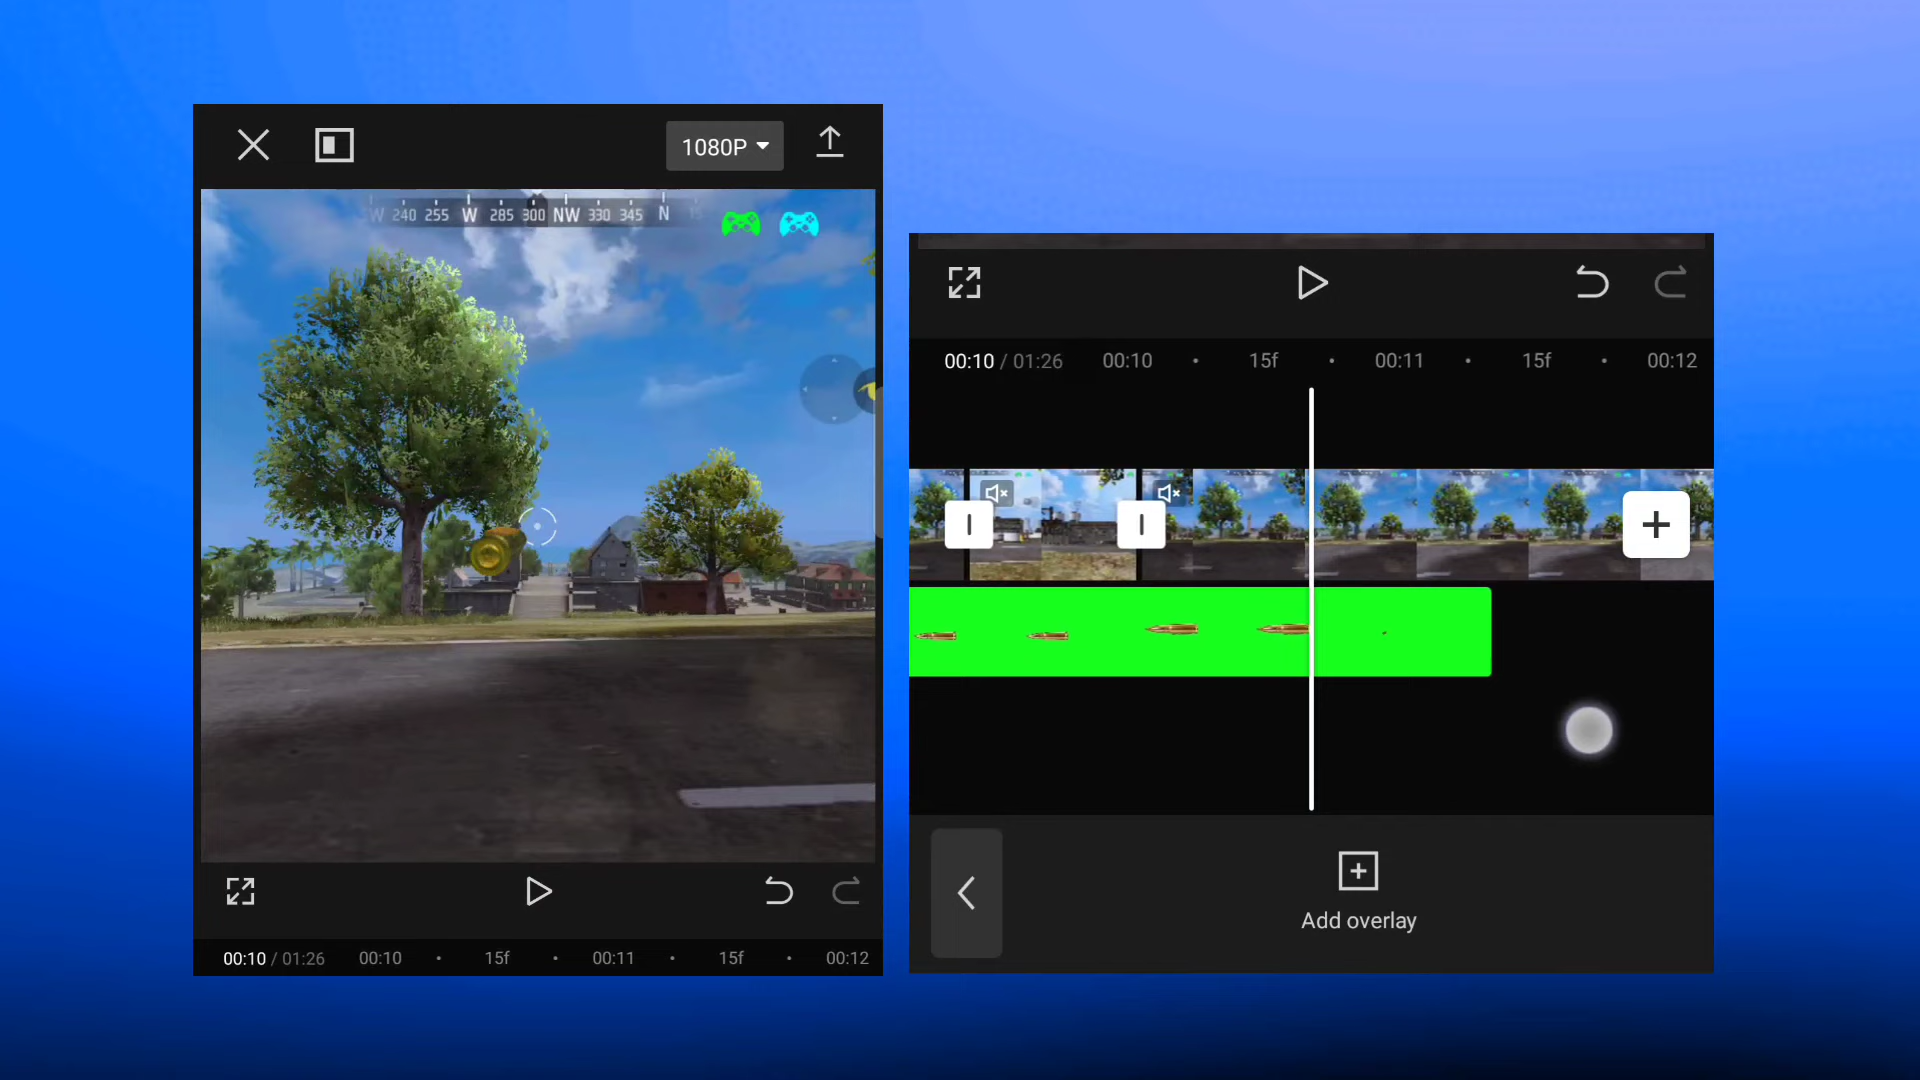 1080P
W 240 255 W 285 300 NW 330 345 N
00:10 / 01:26 00:10 15f 00:11 15f 00:12
00:10 / 01:26 00:10 15f 00:11 15f 00:12
Add overlay